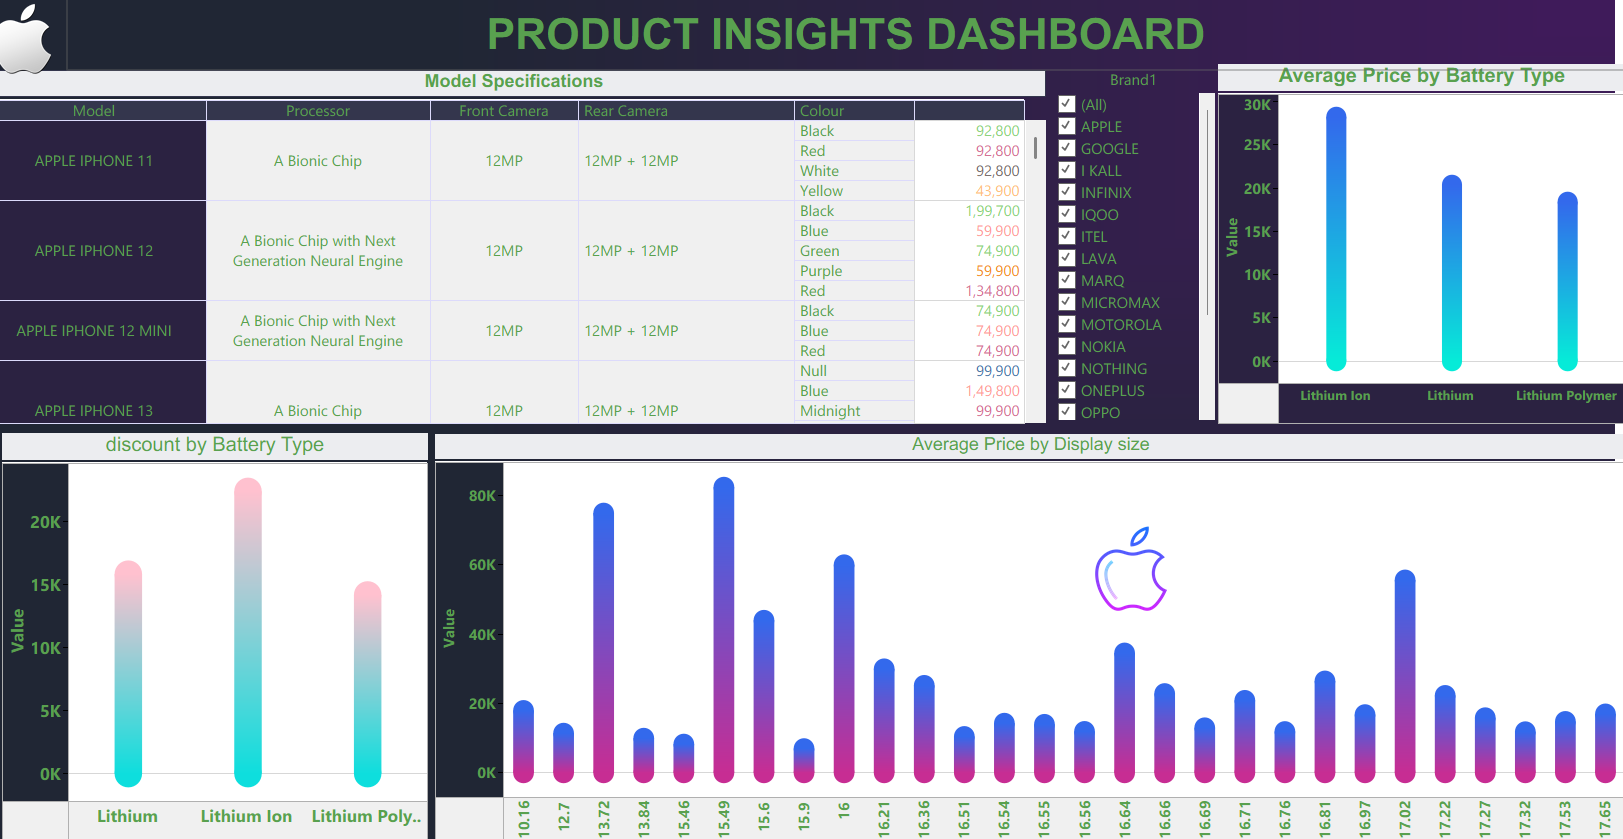 PRODUCT INSIGHTS DASHBOARD
Model Specifications
Model Processor Front Camera Rear Camera Colour
APPLE IPHONE 11 A Bionic Chip 12MP 12MP + 12MP
Black 92,800
Red 92,800
White 92,800
Yellow 43,900
APPLE IPHONE 12 A Bionic Chip with Next
Generation Neural Engine 12MP 12MP + 12MP
Black 1,99,700
Blue 59,900
Green 74,900
Purple 59,900
Red 1,34,800
APPLE IPHONE 12 MINI A Bionic Chip with Next
Generation Neural Engine 12MP 12MP + 12MP
Black 74,900
Blue 74,900
Red 74,900
APPLE IPHONE 13 A Bionic Chip 12MP 12MP + 12MP
Null 99,900
Blue 1,49,800
Midnight 99,900
Brand1
(All)
APPLE
GOOGLE
I KALL
INFINIX
IQOO
ITEL
LAVA
MARQ
MICROMAX
MOTOROLA
NOKIA
NOTHING
ONEPLUS
OPPO
Average Price by Battery Type
Value
30K
25K
20K
15K
10K
5K
0K
Lithium Ion Lithium Lithium Polymer
discount by Battery Type
Value
20K
15K
10K
5K
0K
Lithium Lithium Ion Lithium Poly..
Average Price by Display size
Value
80K
60K
40K
20K
0K
10.16 12.7 13.72 13.84 15.46 15.49 15.6 15.9 16 16.21 16.36 16.51 16.54 16.55 16.56 16.64 16.66 16.69 16.71 16.76 16.81 16.97 17.02 17.22 17.27 17.32 17.53 17.65